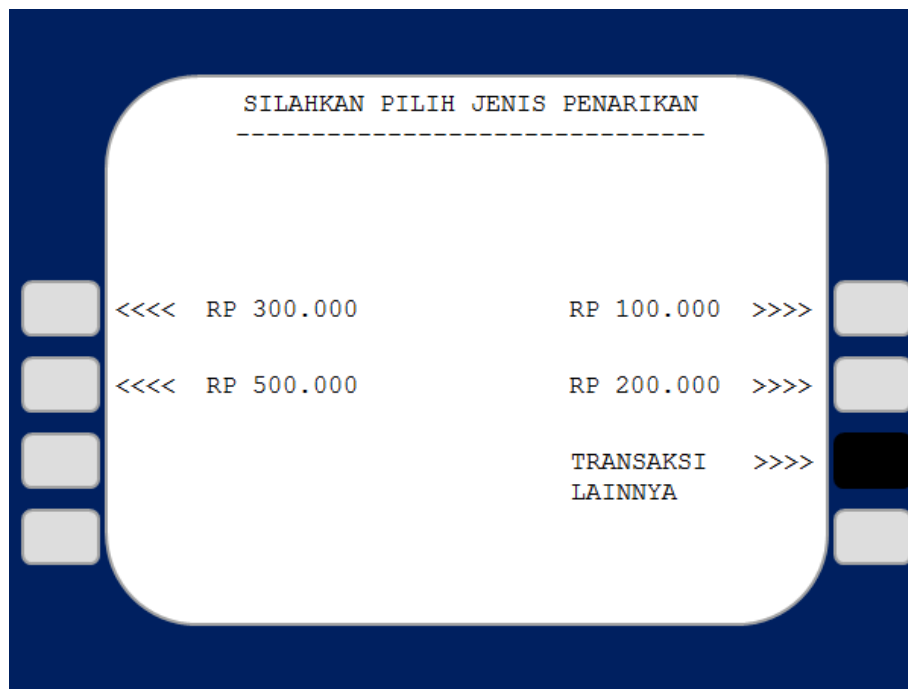 SILAHKAN PILIH JENIS PENARIKAN
-------------------------------
<<<< RP 300.000 RP 100.000 >>>>
<<<< RP 500.000 RP 200.000 >>>>
TRANSAKSI >>>>
LAINNYA